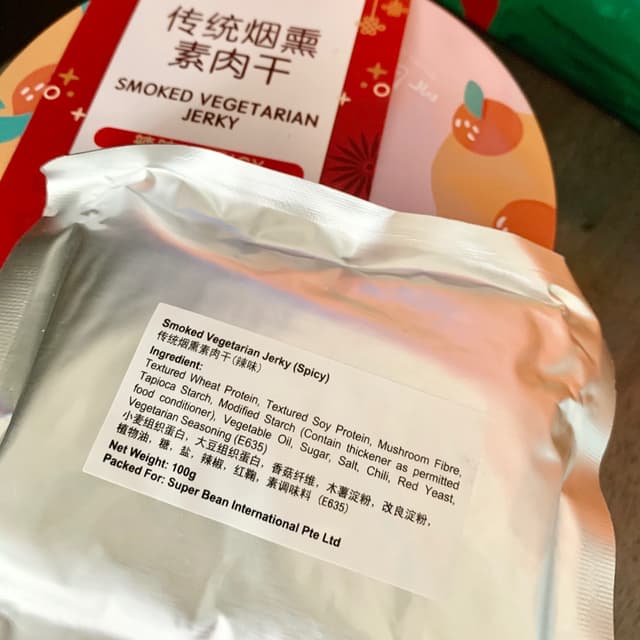 传统烟熏
素肉干
SMOKED VEGETARIAN
JERKY
Smoked Vegetarian Jerky (Spicy)
传统烟熏素肉干(辣味)
Ingredient:
Textured Wheat Protein, Textured Soy Protein, Mushroom Fibre,
Tapioca Starch, Modified Starch (Contain thickener as permitted
food conditioner), Vegetable Oil, Sugar, Salt, Chili, Red Yeast,
Vegetarian Seasoning (E635)
小麦组织蛋白，大豆组织蛋白，香菇纤维，木薯淀粉，改良淀粉，
植物油，糖，盐，辣椒，红麴，素调味料（E635）
Net Weight: 100g
Packed For: Super Bean International Pte Ltd